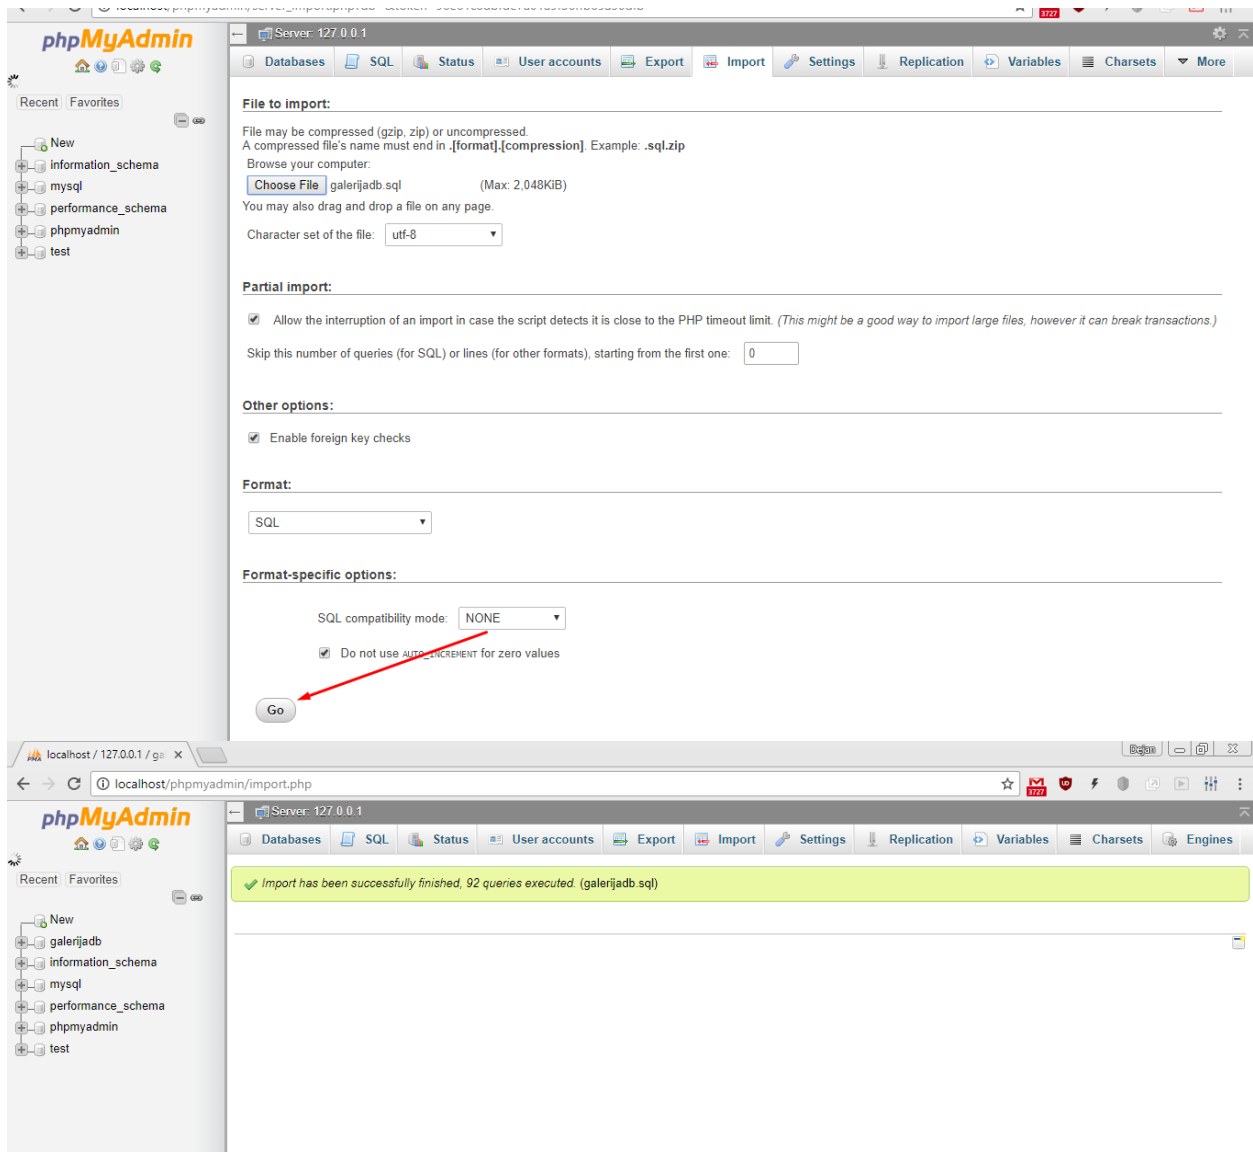 3727
phpMyAdmin
Server: 127.0.0.1
Databases SQL Status User accounts Export Import Settings Replication Variables Charsets More
Recent Favorites
New
information_schema
mysql
performance_schema
phpmyadmin
test
File to import:
File may be compressed (gzip, zip) or uncompressed.
A compressed file's name must end in .[format].[compression]. Example: .sql.zip
Browse your computer:
Choose File galerijadb.sql (Max: 2,048KiB)
You may also drag and drop a file on any page.
Character set of the file: utf-8
Partial import:
Allow the interruption of an import in case the script detects it is close to the PHP timeout limit. (This might be a good way to import large files, however it can break transactions.)
Skip this number of queries (for SQL) or lines (for other formats), starting from the first one: 0
Other options:
Enable foreign key checks
Format:
SQL
Format-specific options:
SQL compatibility mode: NONE
Do not use AUTO_INCREMENT for zero values
Go
localhost / 127.0.0.1 / ga
Dejan
localhost/phpmyadmin/import.php
3727
phpMyAdmin
Server: 127.0.0.1
Databases SQL Status User accounts Export Import Settings Replication Variables Charsets Engines
Recent Favorites
Import has been successfully finished, 92 queries executed. (galerijadb.sql)
New
galerijadb
information_schema
mysql
performance_schema
phpmyadmin
test